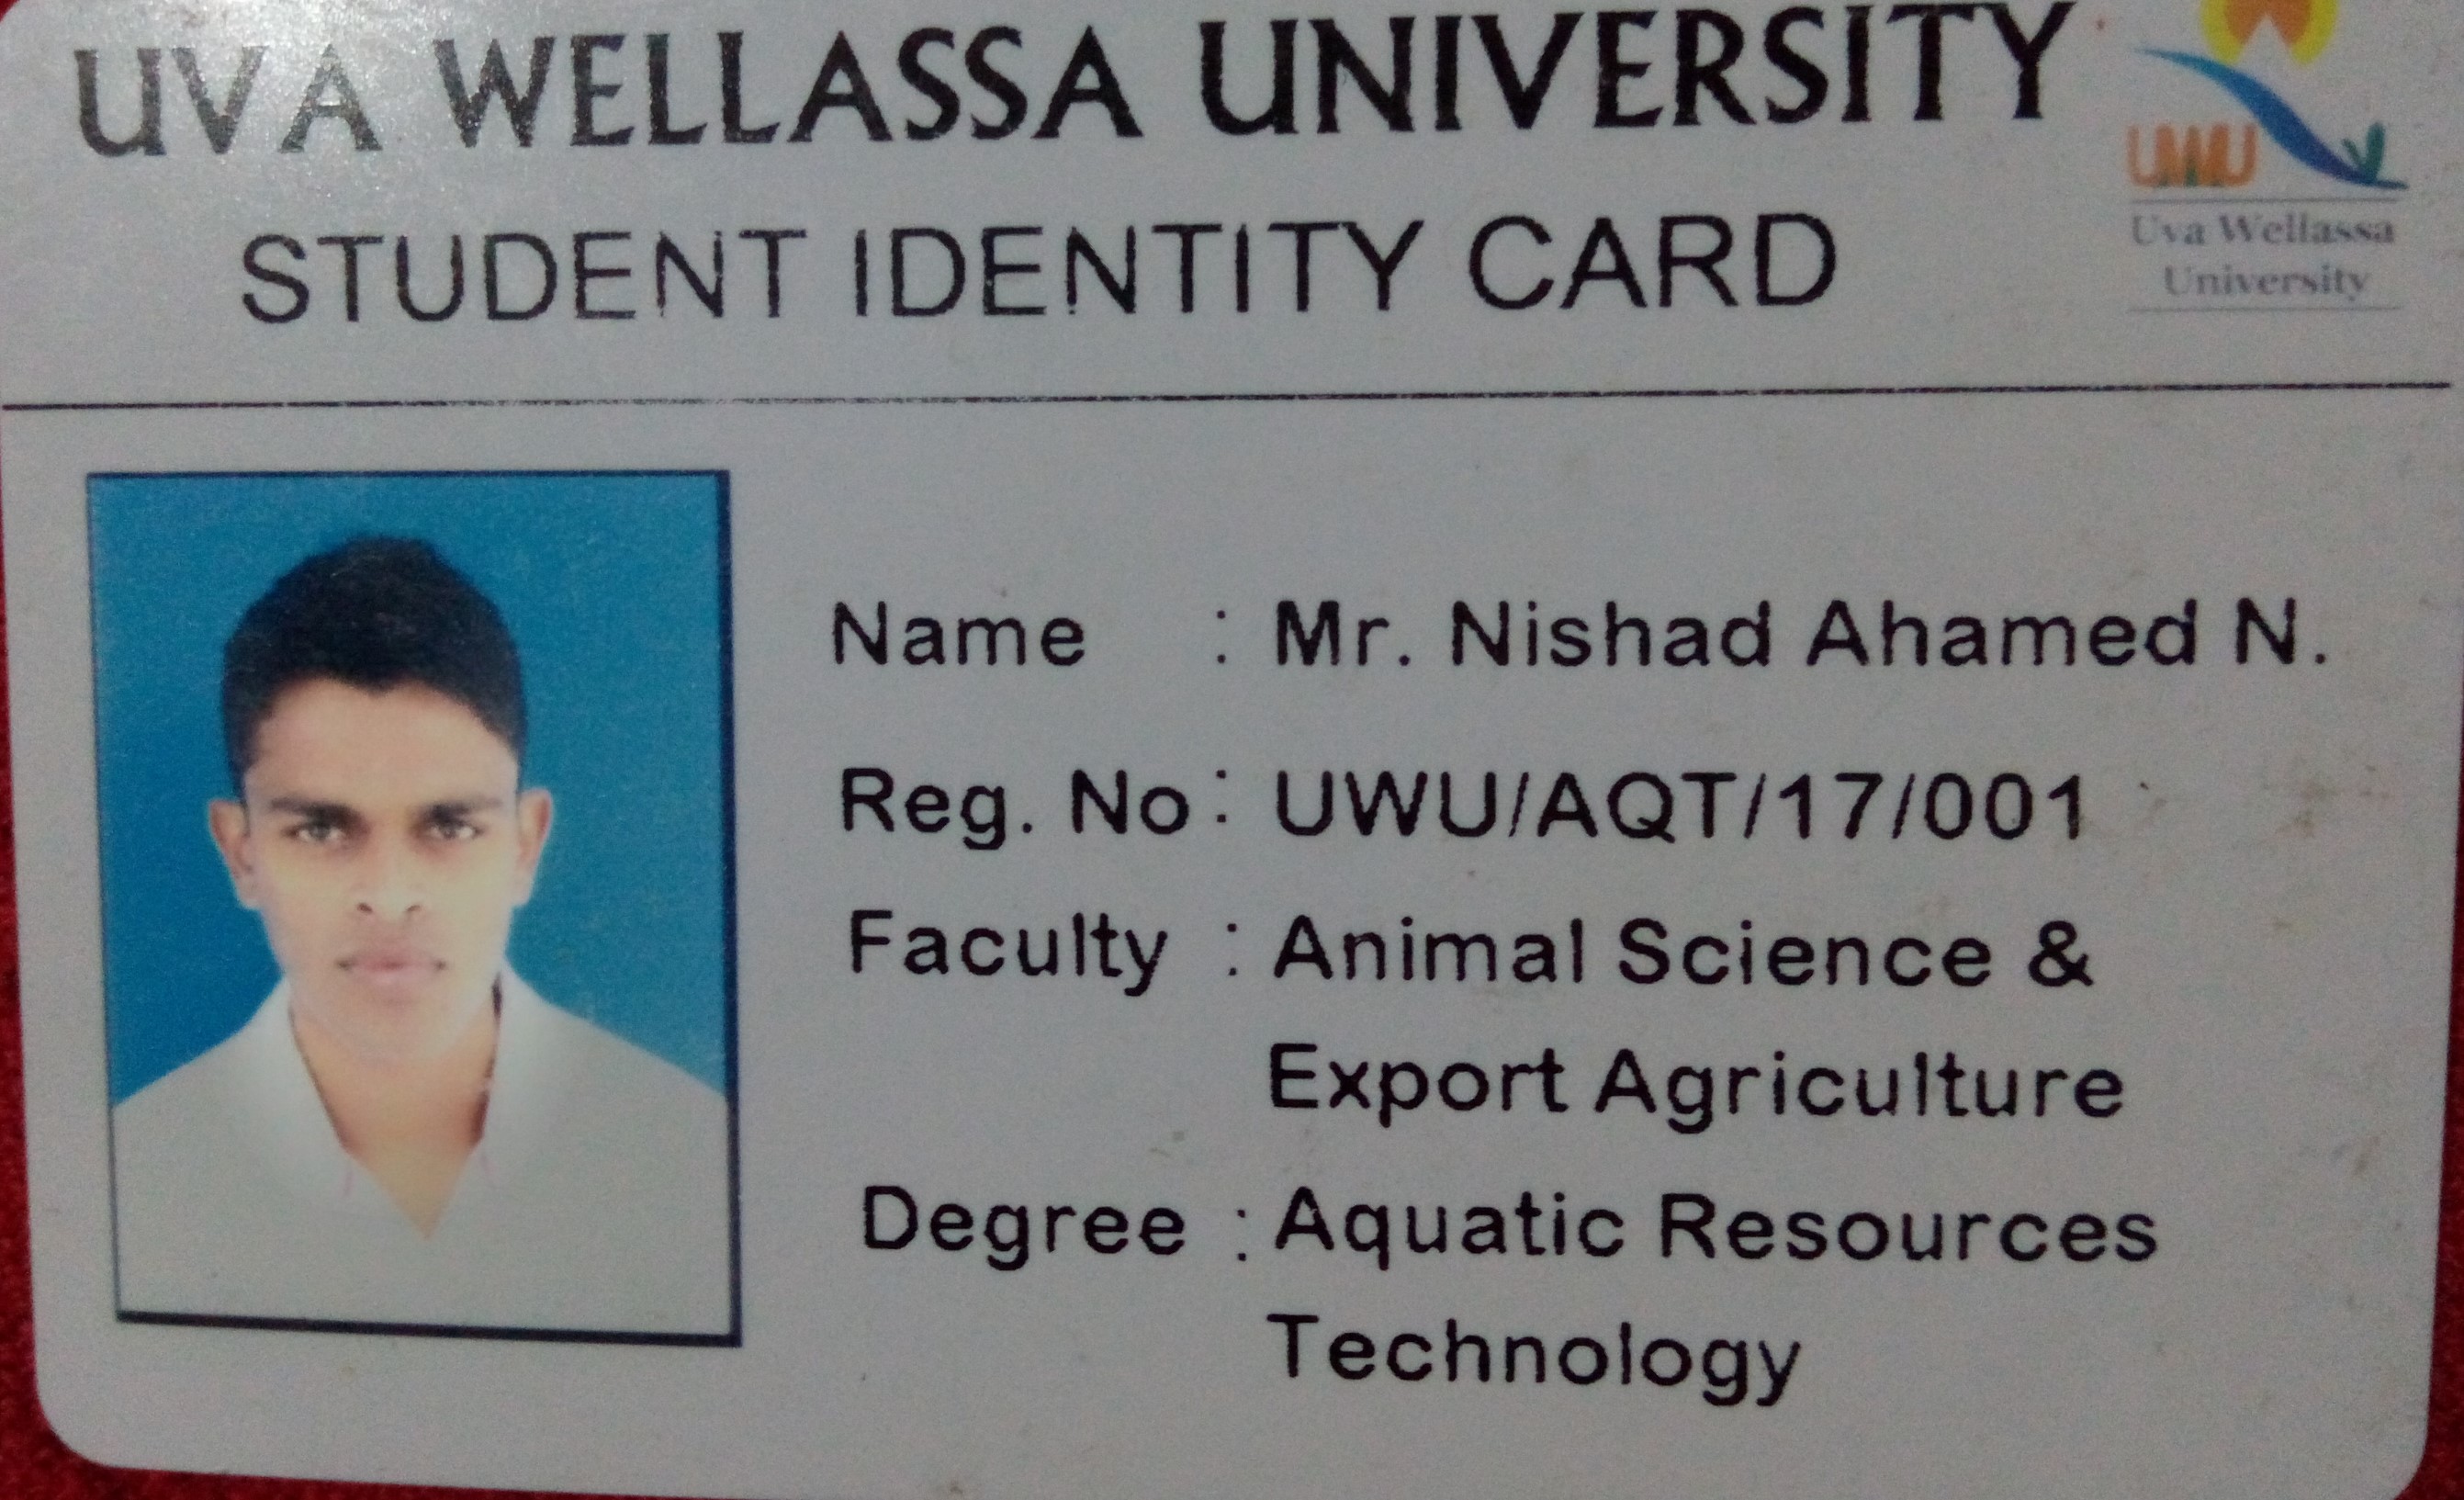 UVA WELLASSA UNIVERSITY
STUDENT IDENTITY CARD
UWU
Uva Wellassa
University
Name : Mr. Nishad Ahamed N.
Reg. No : UWU/AQT/17/001
Faculty : Animal Science &
Export Agriculture
Degree : Aquatic Resources
Technology